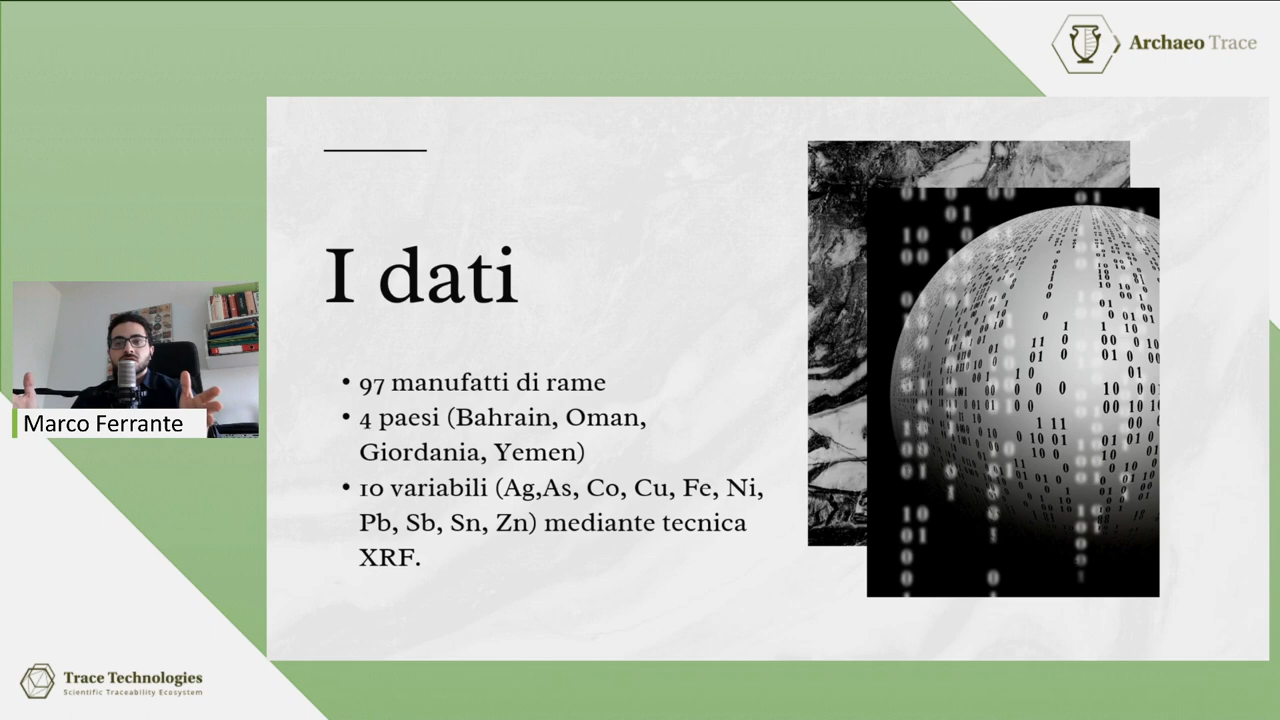 Archaeo Trace
I dati
• 97 manufatti di rame
• 4 paesi (Bahrain, Oman,
Giordania, Yemen)
• 10 variabili (Ag,As, Co, Cu, Fe, Ni,
Pb, Sb, Sn, Zn) mediante tecnica
XRF.
Marco Ferrante
Trace Technologies
Scientific Traceability Ecosystem